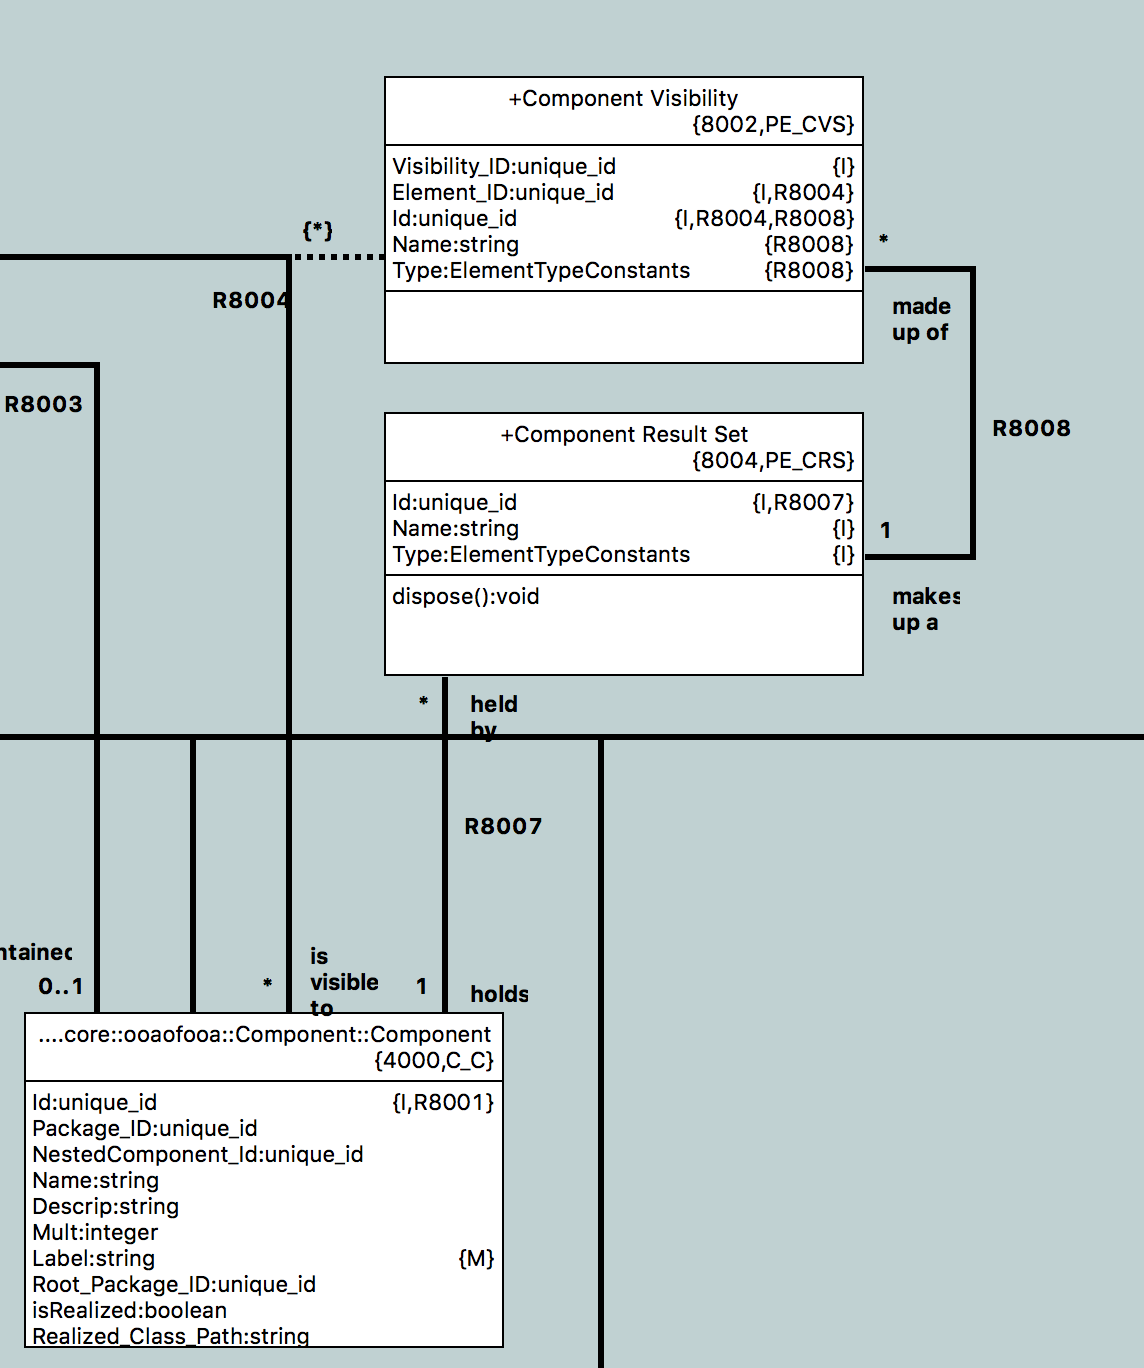 +Component Visibility
{8002,PE_CVS}
Visibility_ID:unique_id {I}
Element_ID:unique_id {I,R8004}
Id:unique_id {I,R8004,R8008}
Name:string {R8008}
Type:ElementTypeConstants {R8008}
{*}
*
R8004
made
up of
R8003
R8008
+Component Result Set
{8004,PE_CRS}
Id:unique_id {I,R8007}
Name:string {I}
Type:ElementTypeConstants {I}
dispose():void
1
makes
up a
*
held
by
R8007
ntained
0..1
*
is
visible
to
1
holds
....core::ooaofooa::Component::Component
{4000,C_C}
Id:unique_id {I,R8001}
Package_ID:unique_id
NestedComponent_Id:unique_id
Name:string
Descrip:string
Mult:integer
Label:string {M}
Root_Package_ID:unique_id
isRealized:boolean
Realized_Class_Path:string